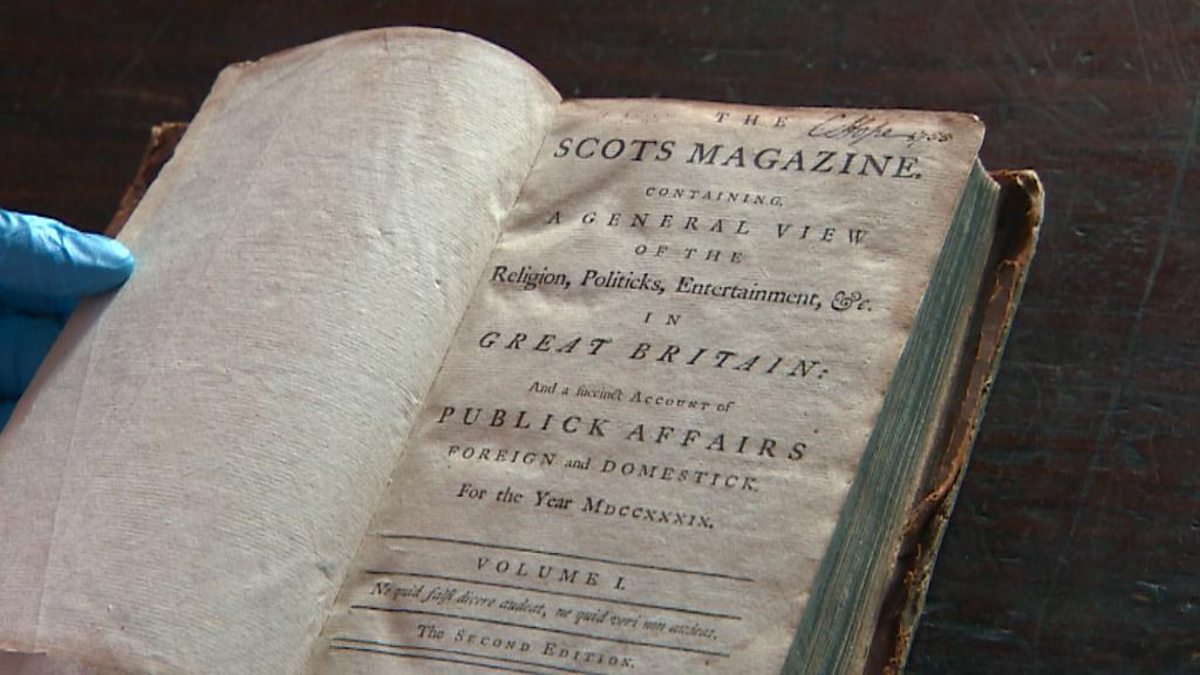 THE
C Hope 1758
SCOTS MAGAZINE.
CONTAINING,
A GENERAL VIEW
OF THE
Religion, Politicks, Entertainment, &c.
IN
GREAT BRITAIN:
And a succinct ACCOUNT of
PUBLICK AFFAIRS
FOREIGN and DOMESTICK.
For the Year MDCCXXXIX.
VOLUME I.
Ne quid falsi dicere audeat, ne quid veri non audeat.
The SECOND EDITION.